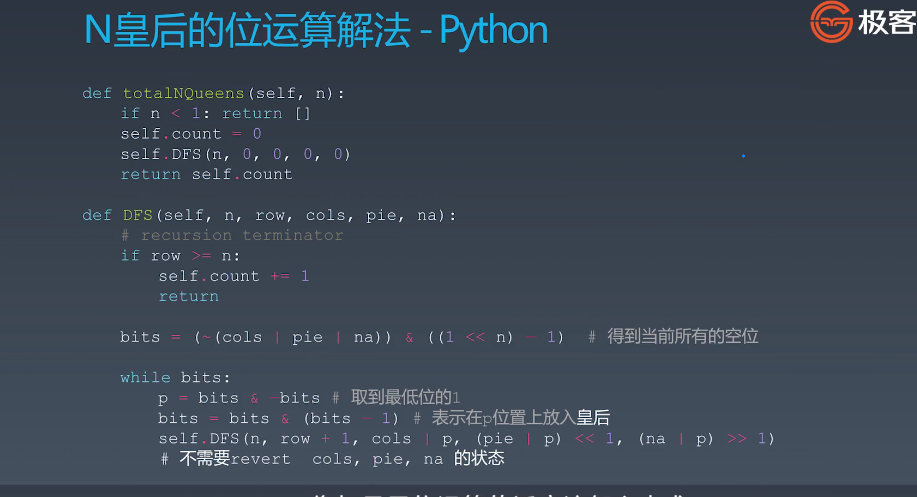 N皇后的位运算解法 - Python
极客
def totalNQueens(self, n):
    if n < 1: return []
    self.count = 0
    self.DFS(n, 0, 0, 0, 0)
    return self.count
def DFS(self, n, row, cols, pie, na):
    # recursion terminator
    if row >= n:
        self.count += 1
        return
    bits = (~(cols | pie | na)) & ((1 << n) - 1)  # 得到当前所有的空位
    while bits:
        p = bits & -bits # 取到最低位的1
        bits = bits & (bits - 1) # 表示在p位置上放入皇后
        self.DFS(n, row + 1, cols | p, (pie | p) << 1, (na | p) >> 1)
        # 不需要revert  cols, pie, na 的状态